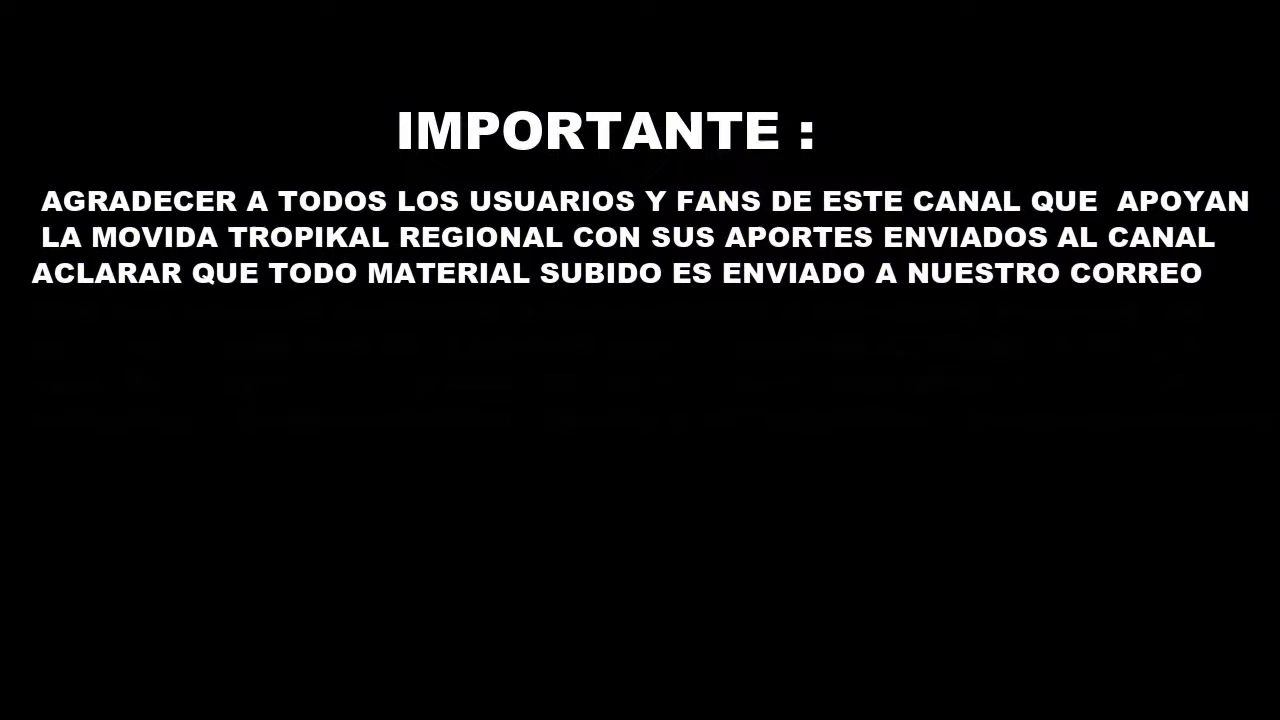 IMPORTANTE :
AGRADECER A TODOS LOS USUARIOS Y FANS DE ESTE CANAL QUE  APOYAN
LA MOVIDA TROPIKAL REGIONAL CON SUS APORTES ENVIADOS AL CANAL
ACLARAR QUE TODO MATERIAL SUBIDO ES ENVIADO A NUESTRO CORREO